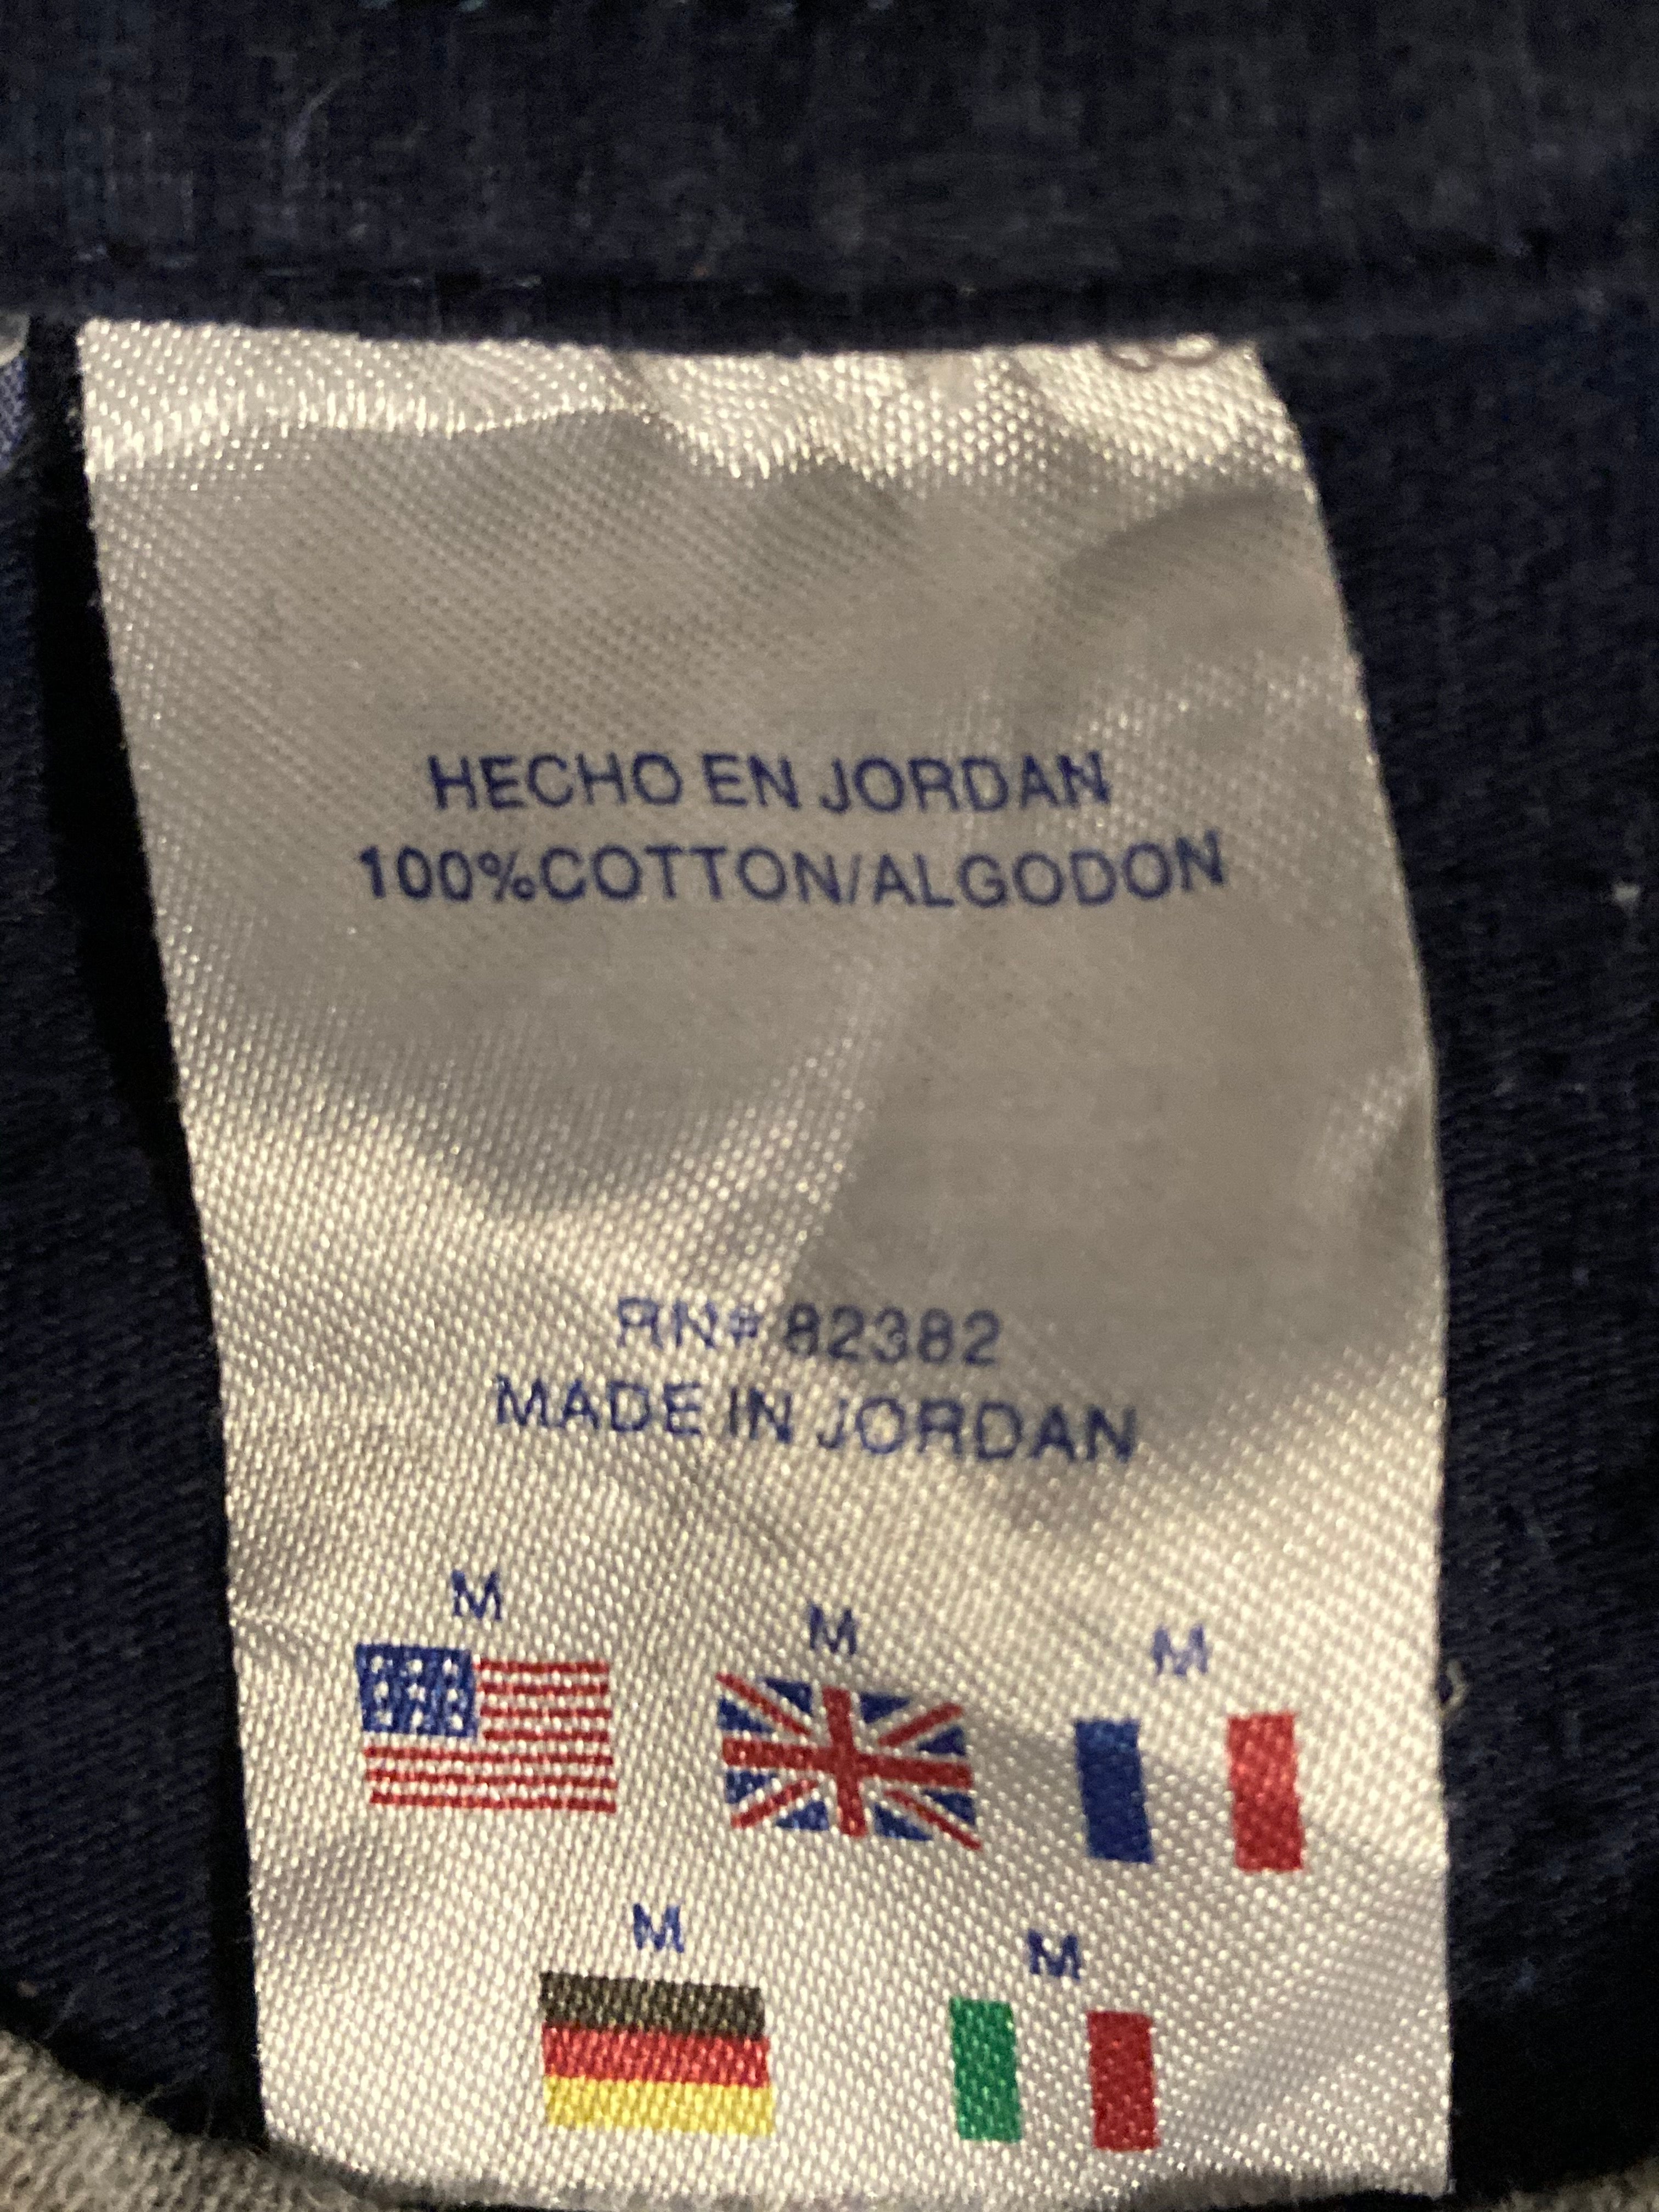 HECHO EN JORDAN
100%COTTON/ALGODON
RN# 82382
MADE IN JORDAN
M M M
M M